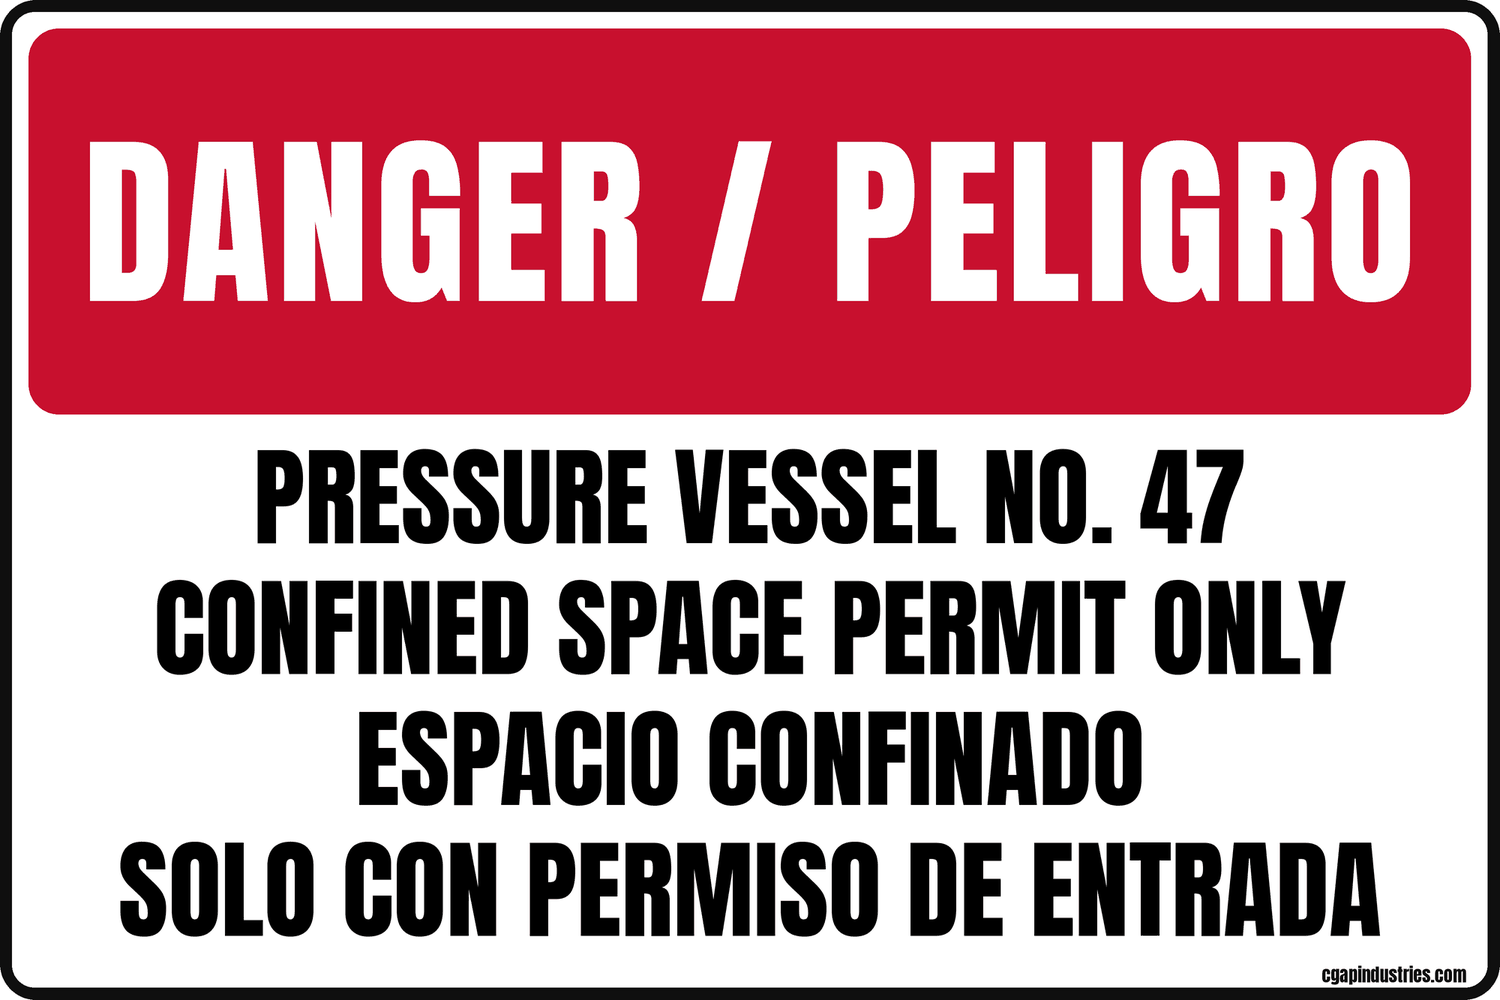 DANGER / PELIGRO
PRESSURE VESSEL NO. 47
CONFINED SPACE PERMIT ONLY
ESPACIO CONFINADO
SOLO CON PERMISO DE ENTRADA
cgapindustries.com